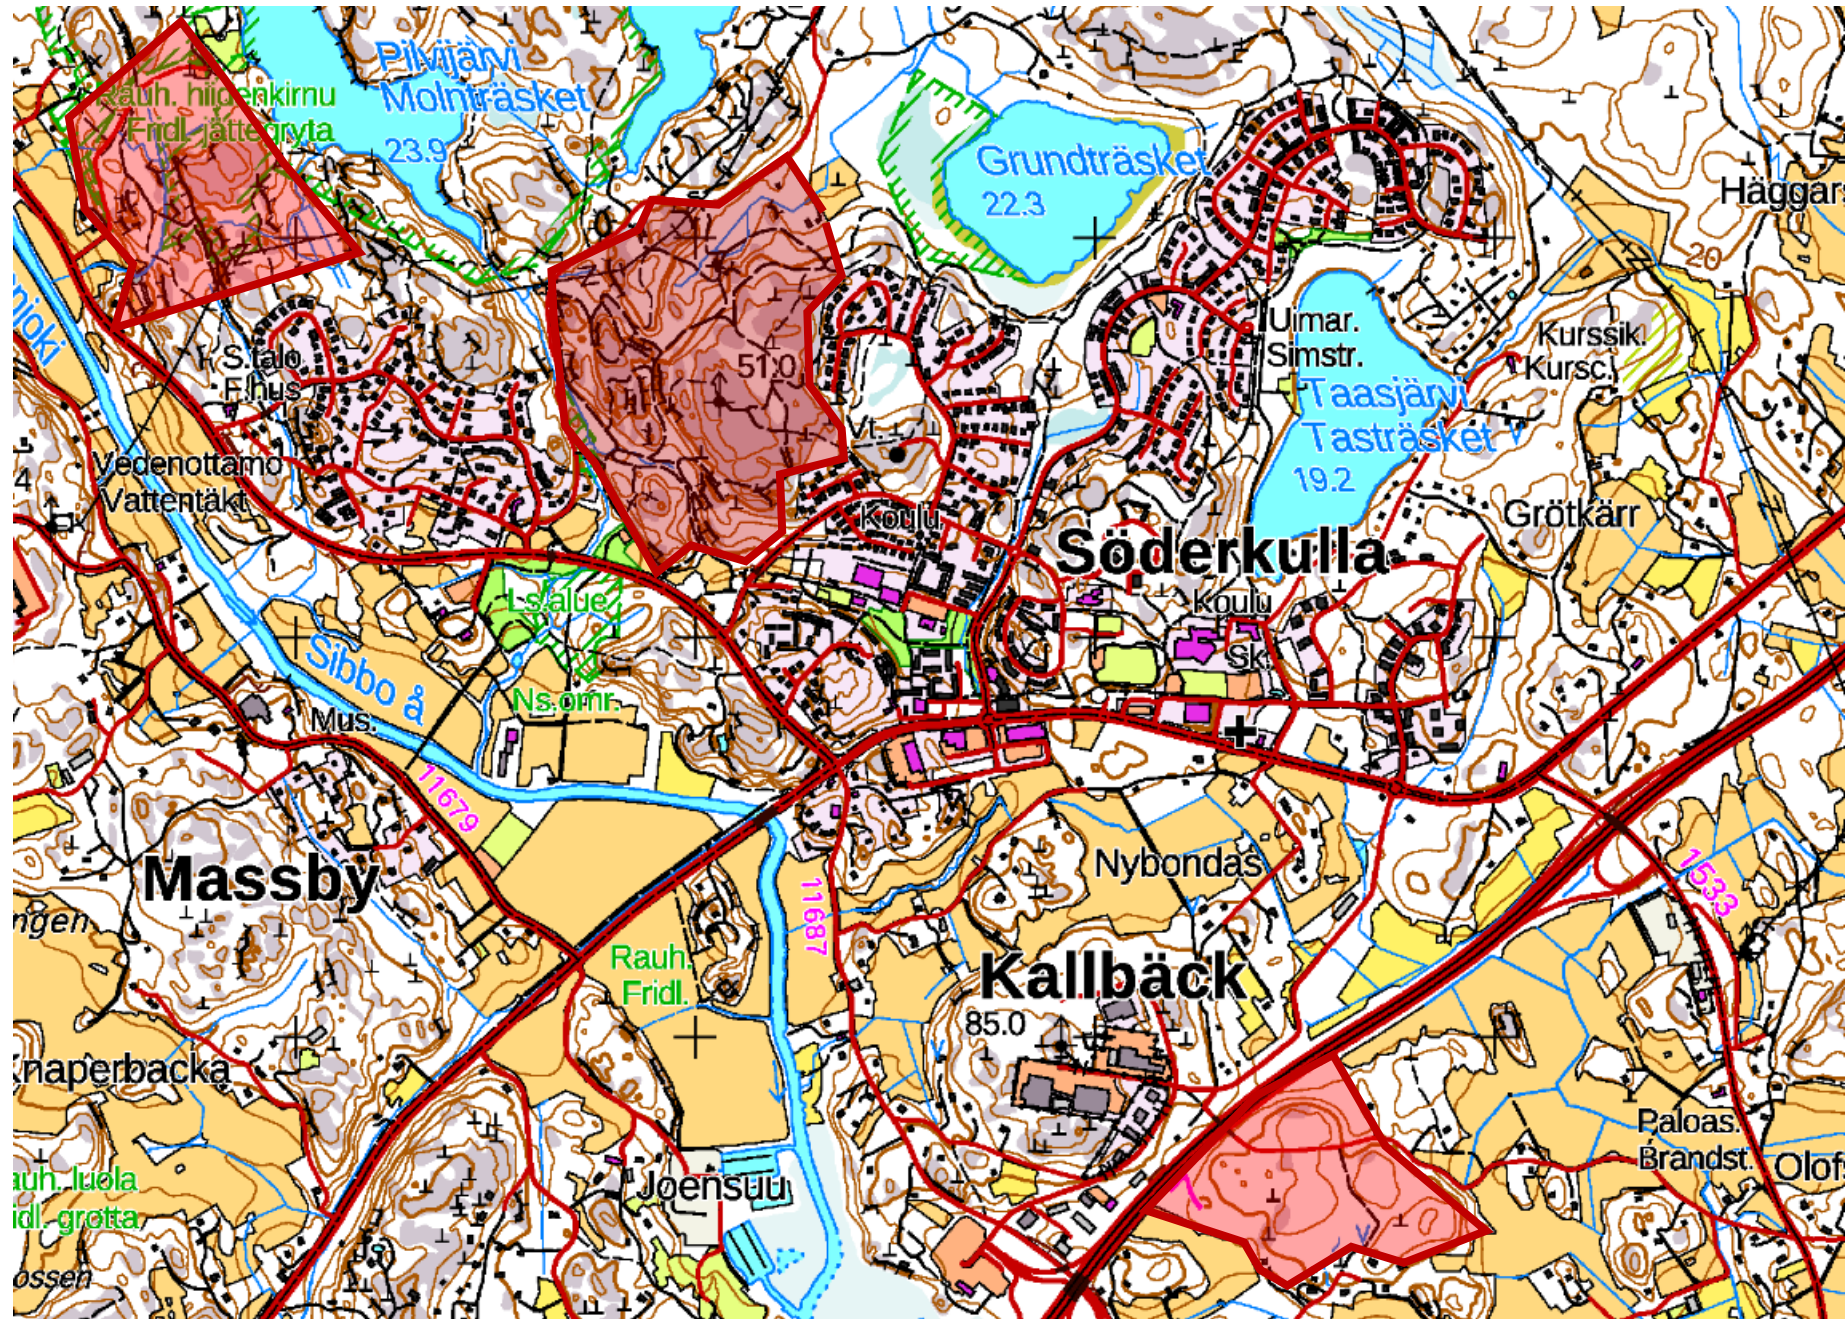 Pilvijärvi
Molnträsket
23.9
Rauh. hiidenkirnu
Fridl. jättegryta
Grundträsket
22.3
Häggars
20
Uimar.
Simstr.
Kurssik.
Kursc.
Taasjärvi
Tasträsket
19.2
51.0
S.talo
F.hus
Vt.
Vedenottamo
Vattentäkt
4
Grötkärr
Koulu
Söderkulla
Koulu
Sk.
Ls.alue
Ns.omr.
Sibbo å
Mus.
11679
Massby
11687
Nybondas
1533
Rauh.
Fridl.
Kallbäck
85.0
Knaperbacka
Paloas.
Brandst.
Joensuu